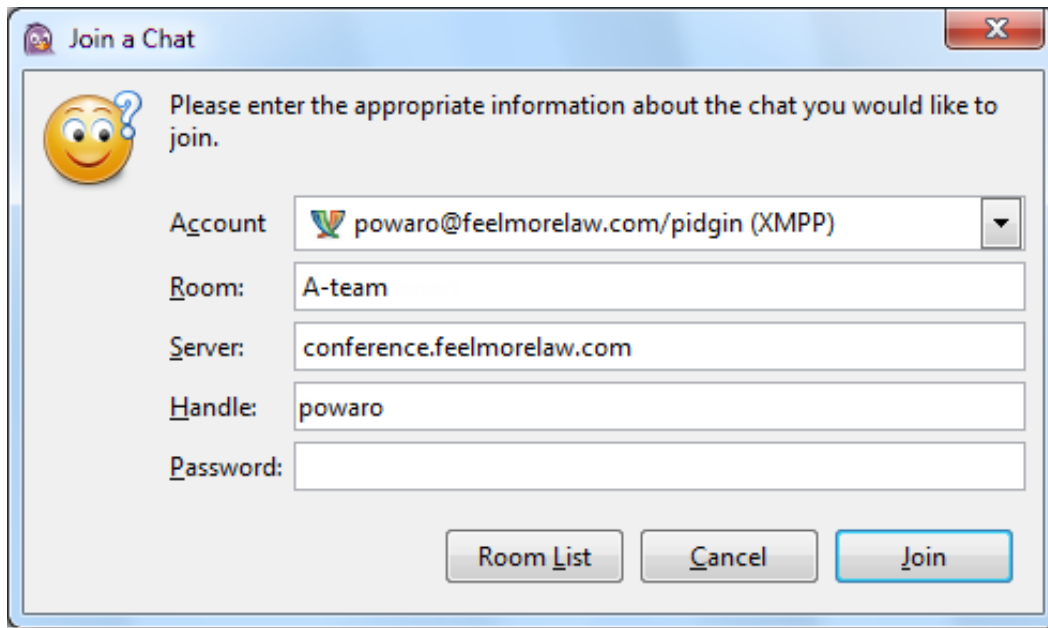 Join a Chat
Please enter the appropriate information about the chat you would like to
join.
Account powaro@feelmorelaw.com/pidgin (XMPP)
Room: A-team
Server: conference.feelmorelaw.com
Handle: powaro
Password:
Room List Cancel Join